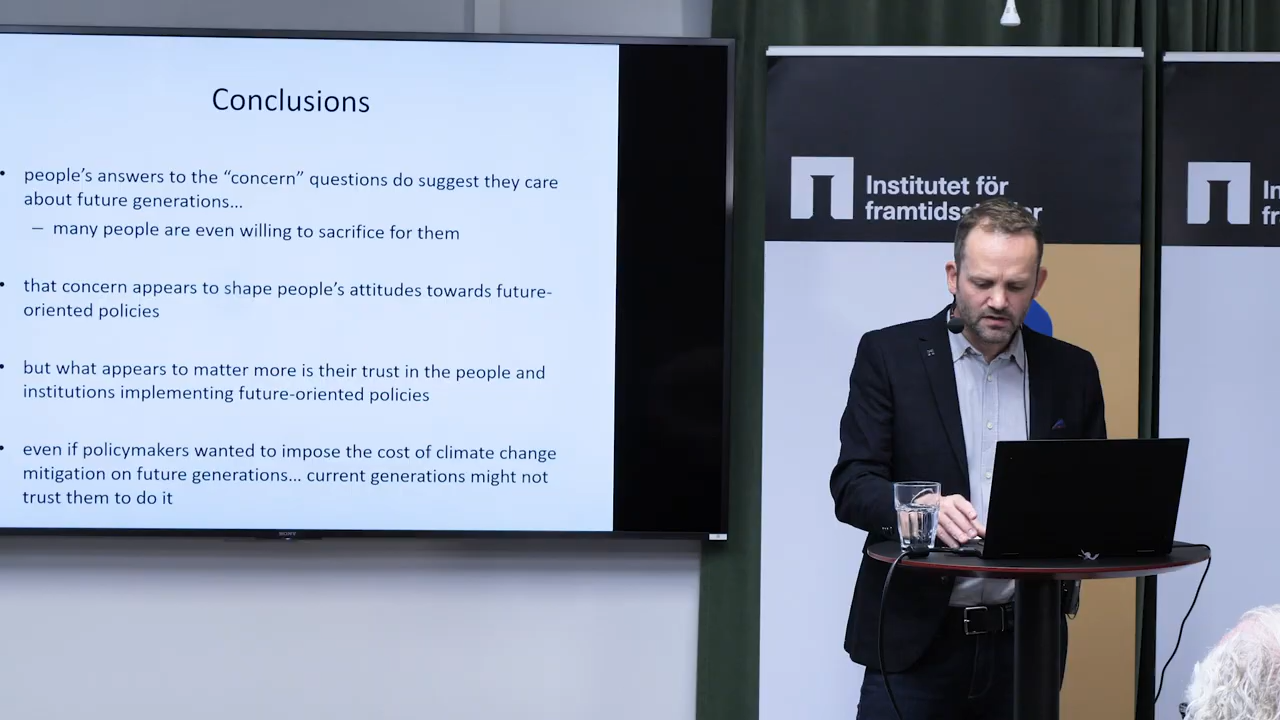 Conclusions
people's answers to the “concern” questions do suggest they care
about future generations...
– many people are even willing to sacrifice for them
that concern appears to shape people's attitudes towards future-
oriented policies
but what appears to matter more is their trust in the people and
institutions implementing future-oriented policies
even if policymakers wanted to impose the cost of climate change
mitigation on future generations... current generations might not
trust them to do it
SONY
Institutet för